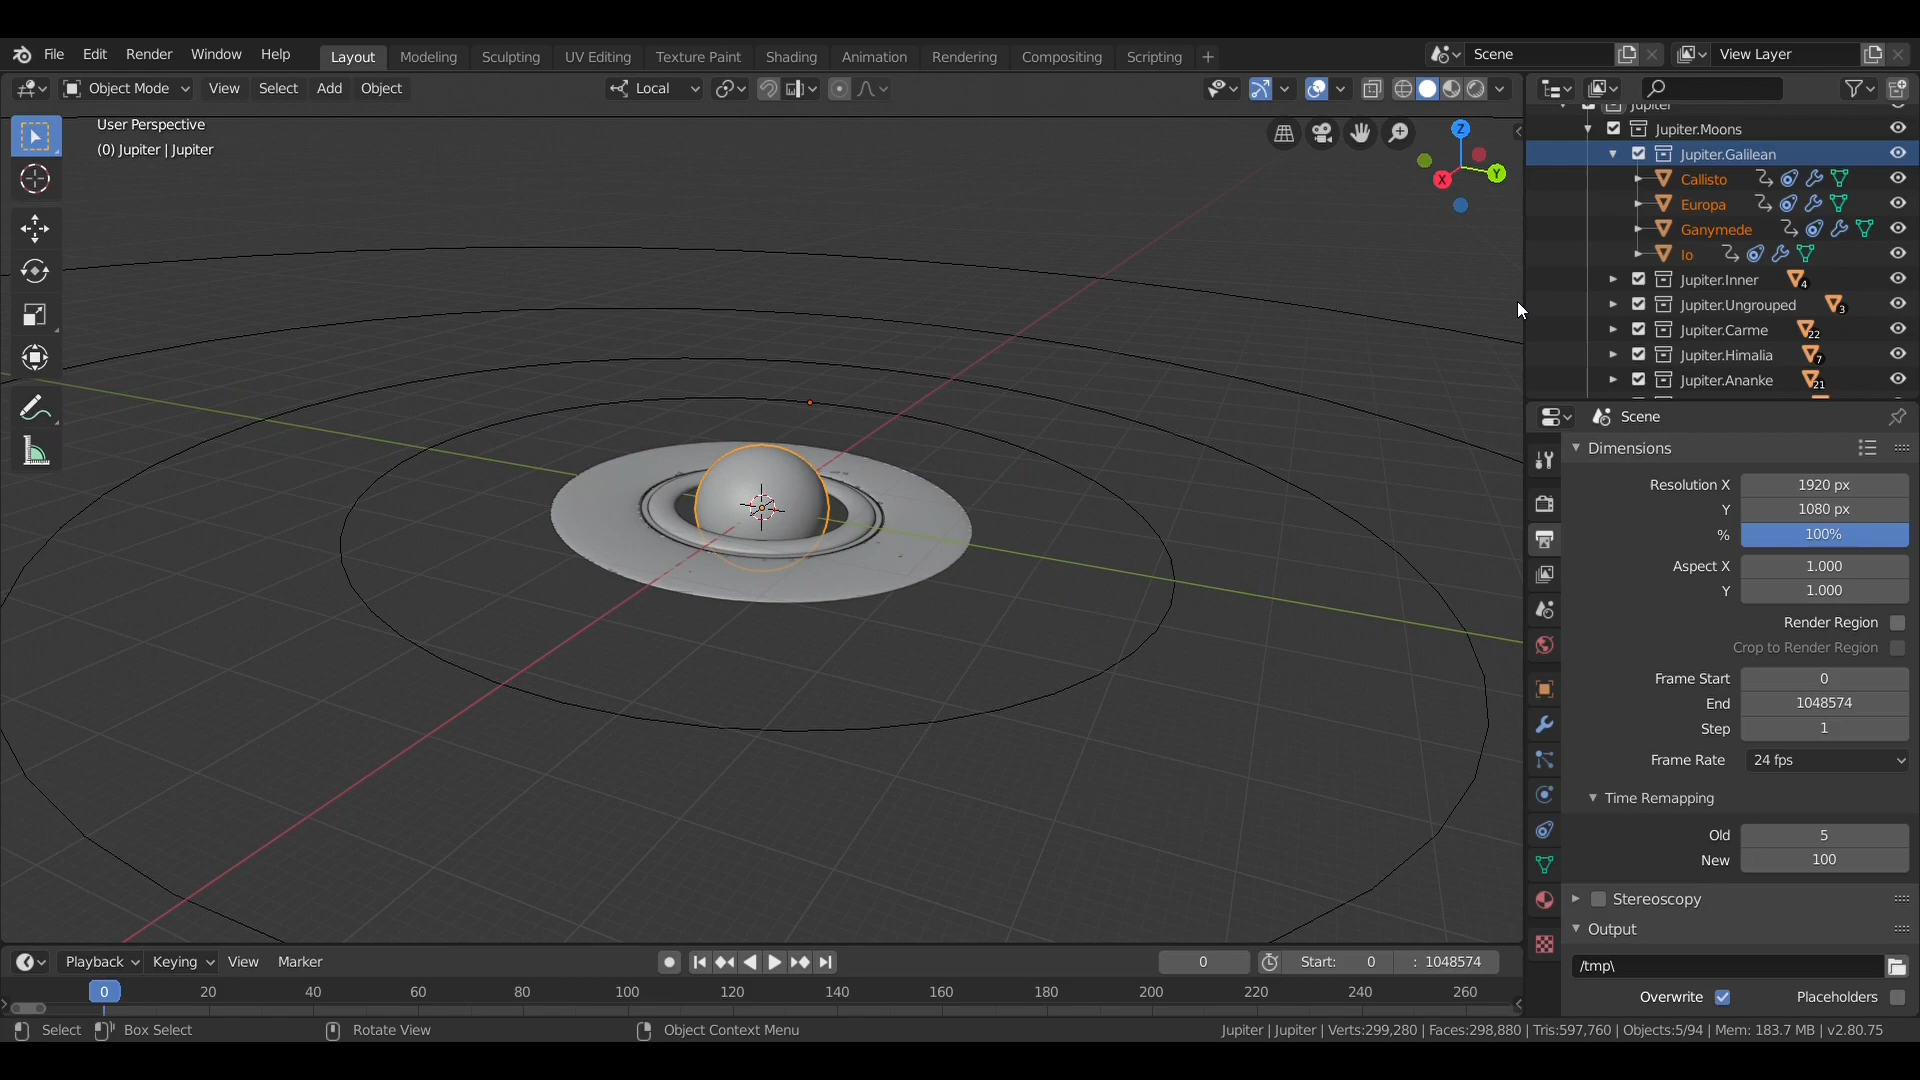 File Edit Render Window Help Layout Modeling Sculpting UV Editing Texture Paint Shading Animation Rendering Compositing Scripting + Scene View Layer
Object Mode View Select Add Object Local
User Perspective
(0) Jupiter | Jupiter
Z
Y
X
Jupiter
Jupiter.Moons
Jupiter.Galilean
Callisto
Europa
Ganymede
Io
Jupiter.Inner 4
Jupiter.Ungrouped 3
Jupiter.Carme 22
Jupiter.Himalia 7
Jupiter.Ananke 21
Scene
Dimensions
Resolution X 1920 px
Y 1080 px
% 100%
Aspect X 1.000
Y 1.000
Render Region
Crop to Render Region
Frame Start 0
End 1048574
Step 1
Frame Rate 24 fps
Time Remapping
Old 5
New 100
Stereoscopy
Output
/tmp\
Overwrite Placeholders
Playback Keying View Marker 0 Start: 0 : 1048574
0 20 40 60 80 100 120 140 160 180 200 220 240 260
Select Box Select Rotate View Object Context Menu Jupiter | Jupiter | Verts:299,280 | Faces:298,880 | Tris:597,760 | Objects:5/94 | Mem: 183.7 MB | v2.80.75